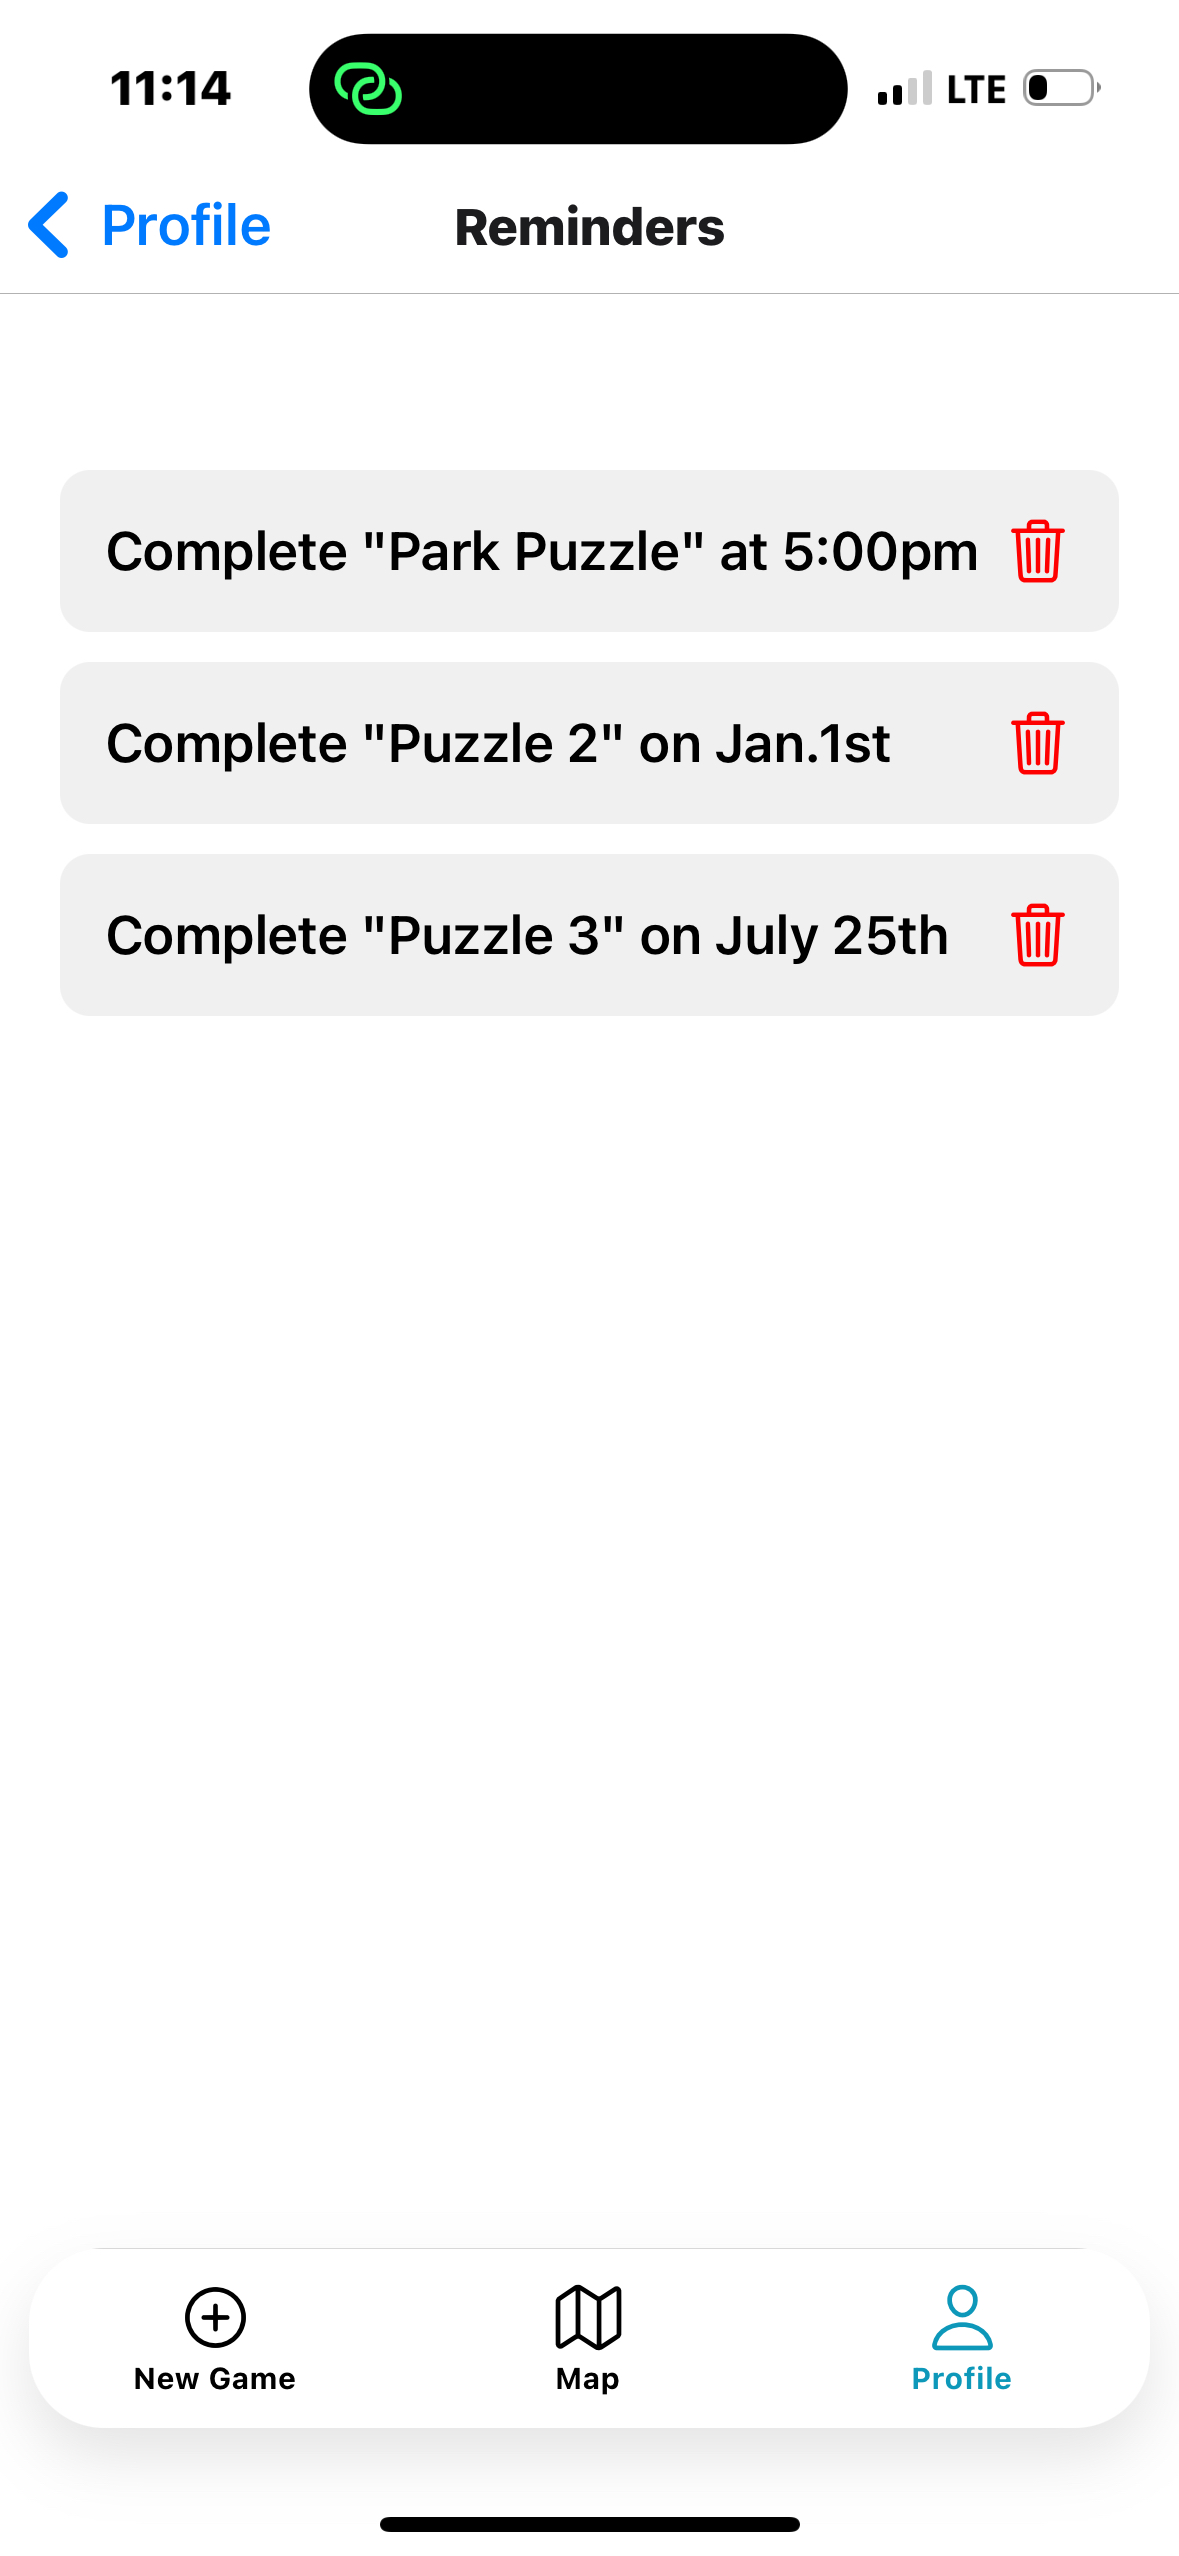 11:14
LTE
Profile
Reminders
Complete "Park Puzzle" at 5:00pm
Complete "Puzzle 2" on Jan.1st
Complete "Puzzle 3" on July 25th
New Game
Map
Profile